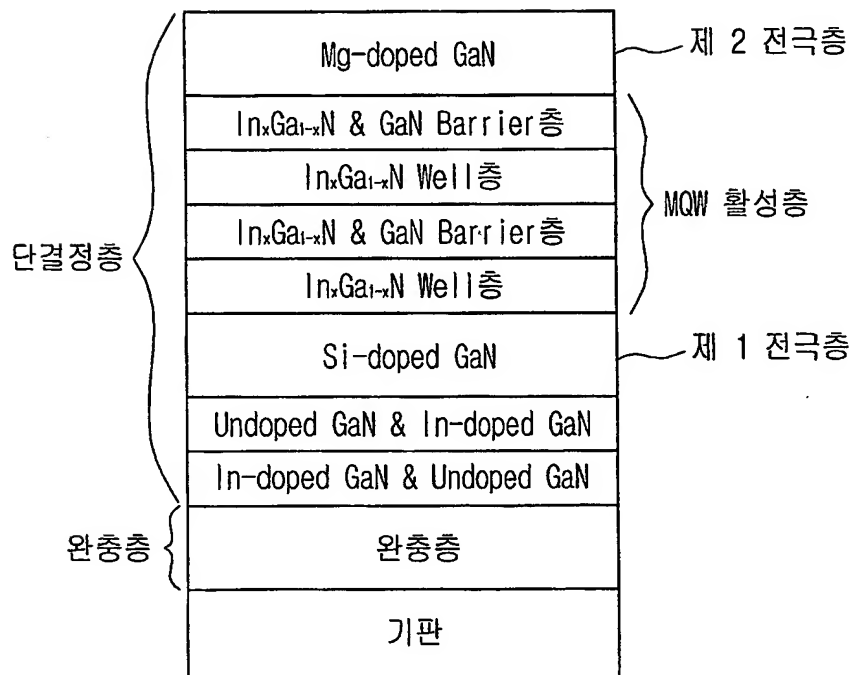 Mg-doped GaN
제 2 전극층
InₓGa₁₋ₓN & GaN Barrier층
InₓGa₁₋ₓN Well층
MQW 활성층
InₓGa₁₋ₓN & GaN Barrier층
단결정층
InₓGa₁₋ₓN Well층
Si-doped GaN
제 1 전극층
Undoped GaN & In-doped GaN
In-doped GaN & Undoped GaN
완충층
완충층
기판